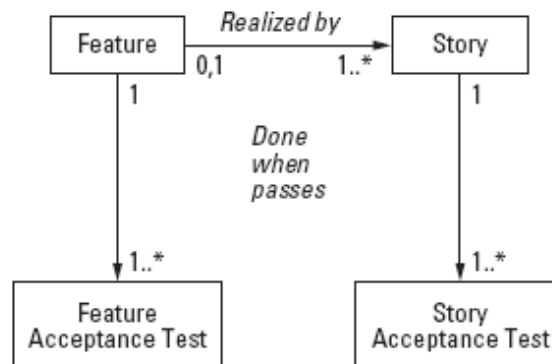 Realized by
Feature
Story
0,1
1..*
1
1
Done
when
passes
1..*
1..*
Feature
Acceptance Test
Story
Acceptance Test